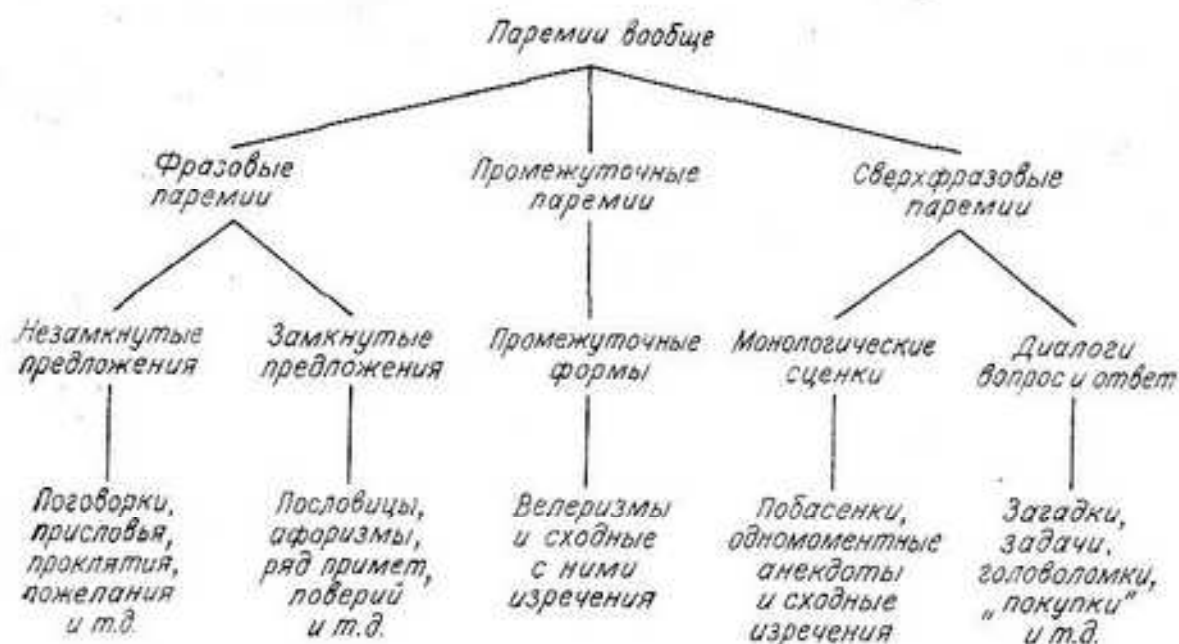 Паремии вообще
Фразовые
паремии
Промежуточные
паремии
Сверхфразовые
паремии
Незамкнутые
предложения
Замкнутые
предложения
Промежуточные
формы
Монологические
сценки
Диалоги
вопрос и ответ
Поговорки,
присловья,
проклятия,
пожелания
и т.д.
Пословицы,
афоризмы,
ряд примет,
поверий
и т.д.
Велеризмы
и сходные
с ними
изречения
Побасенки,
одномоментные
анекдоты
и сходные
изречения
Загадки,
задачи,
головоломки,
„покупки"
и т.д.